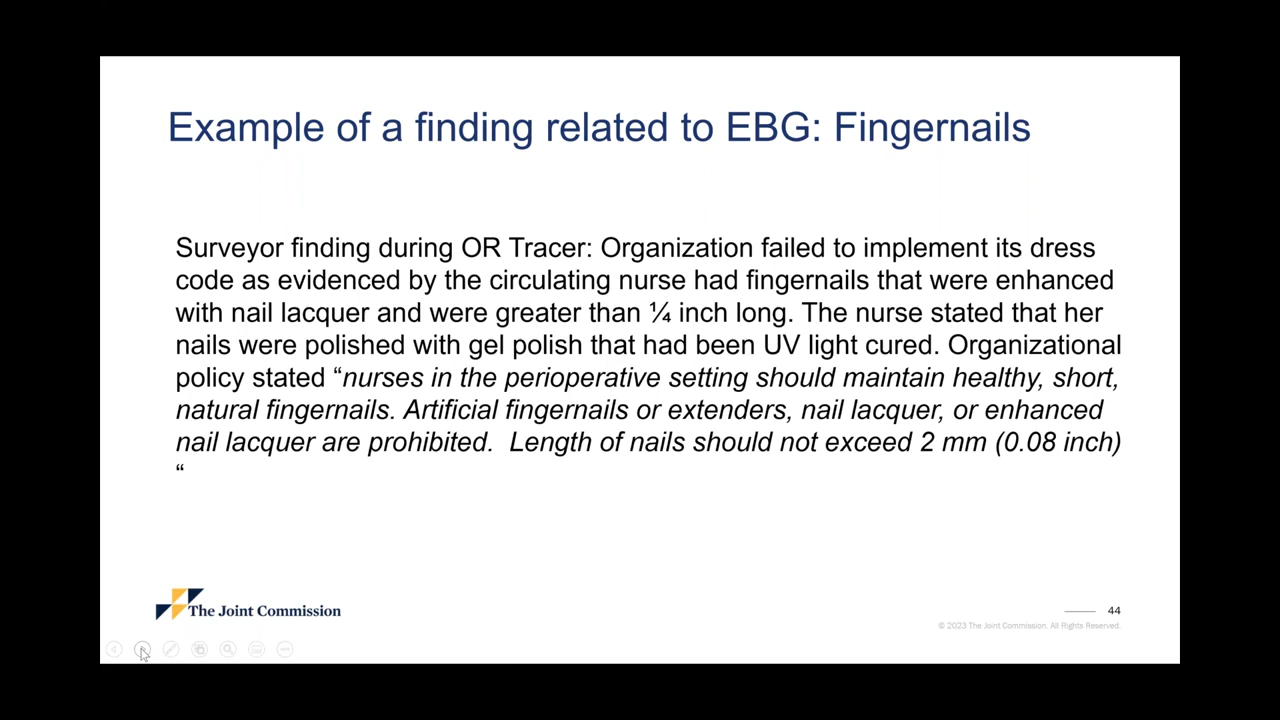 Example of a finding related to EBG: Fingernails
Surveyor finding during OR Tracer: Organization failed to implement its dress
code as evidenced by the circulating nurse had fingernails that were enhanced
with nail lacquer and were greater than ¼ inch long. The nurse stated that her
nails were polished with gel polish that had been UV light cured. Organizational
policy stated “nurses in the perioperative setting should maintain healthy, short,
natural fingernails. Artificial fingernails or extenders, nail lacquer, or enhanced
nail lacquer are prohibited.  Length of nails should not exceed 2 mm (0.08 inch)
“
The Joint Commission
44
© 2023 The Joint Commission. All Rights Reserved.